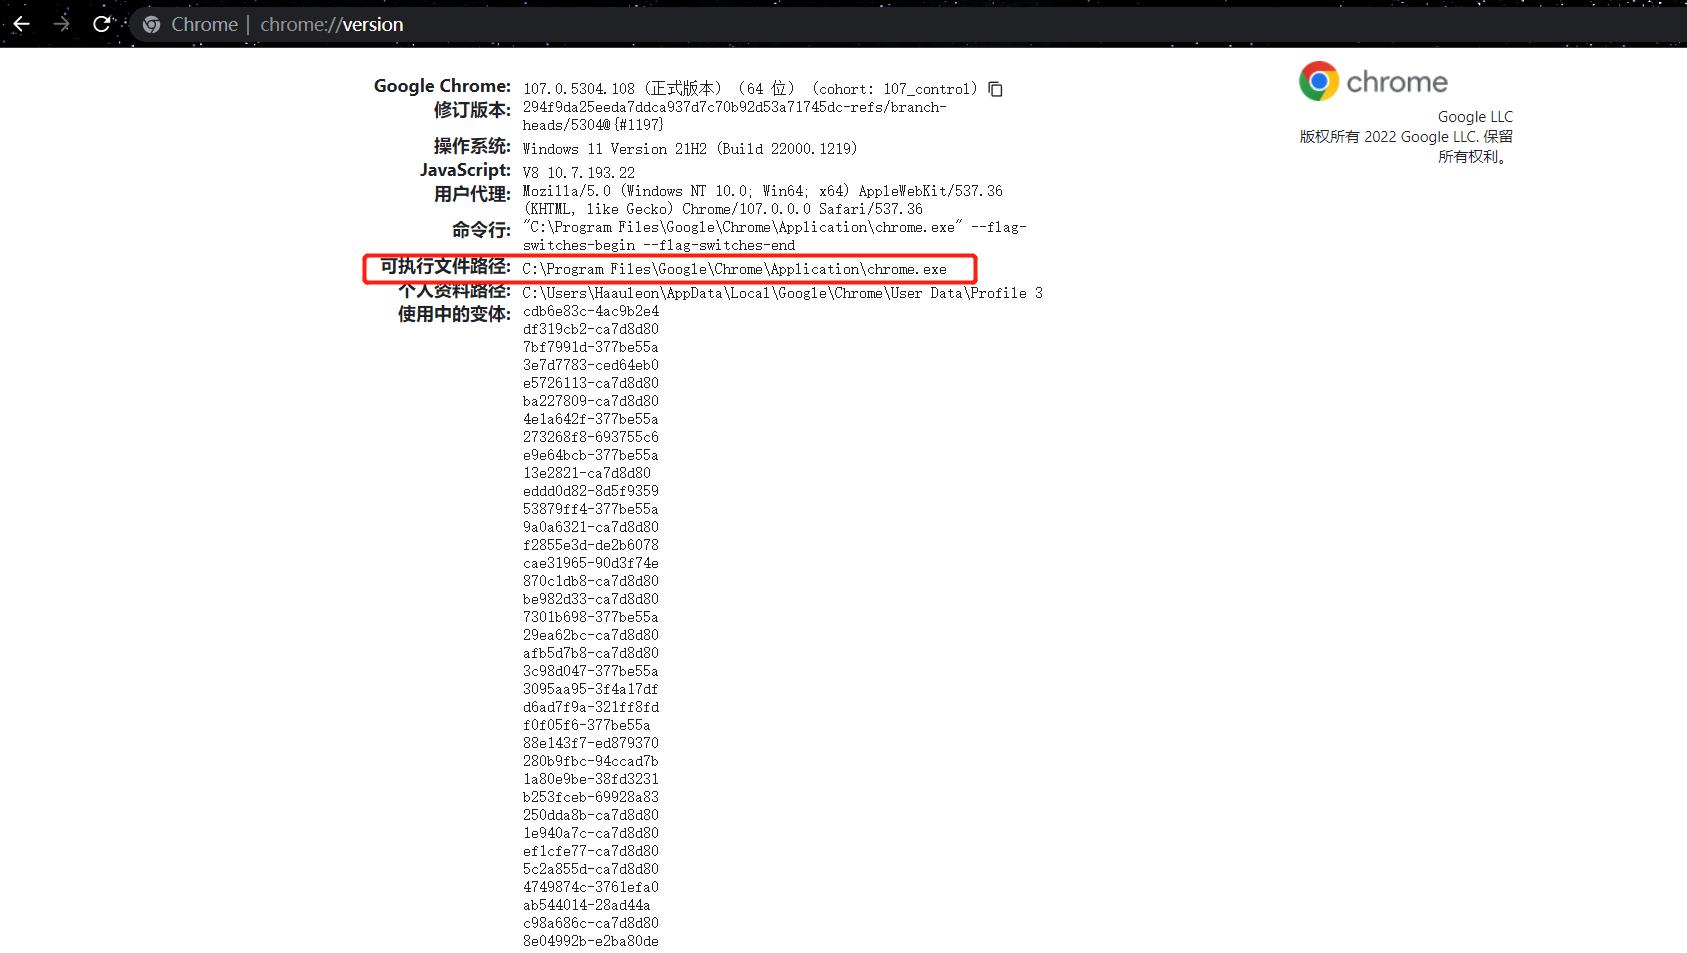 Chrome | chrome://version
Google Chrome: 107.0.5304.108 (正式版本) (64 位) (cohort: 107_control)
修订版本: 294f9da25eeda7ddca937d7c70b92d53a71745dc-refs/branch-
heads/5304@{#1197}
操作系统: Windows 11 Version 21H2 (Build 22000.1219)
JavaScript: V8 10.7.193.22
用户代理: Mozilla/5.0 (Windows NT 10.0; Win64; x64) AppleWebKit/537.36
(KHTML, like Gecko) Chrome/107.0.0.0 Safari/537.36
命令行: "C:\Program Files\Google\Chrome\Application\chrome.exe" --flag-
switches-begin --flag-switches-end
可执行文件路径: C:\Program Files\Google\Chrome\Application\chrome.exe
个人资料路径: C:\Users\Haauleon\AppData\Local\Google\Chrome\User Data\Profile 3
使用中的变体: cdb6e83c-4ac9b2e4
df319cb2-ca7d8d80
7bf7991d-377be55a
3e7d7783-ced64eb0
e5726113-ca7d8d80
ba227809-ca7d8d80
4e1a642f-377be55a
273268f8-693755c6
e9e64bcb-377be55a
13e2821-ca7d8d80
eddd0d82-8d5f9359
53879ff4-377be55a
9a0a6321-ca7d8d80
f2855e3d-de2b6078
cae31965-90d3f74e
870c1db8-ca7d8d80
be982d33-ca7d8d80
7301b698-377be55a
29ea62bc-ca7d8d80
afb5d7b8-ca7d8d80
3c98d047-377be55a
3095aa95-3f4a17df
d6ad7f9a-321ff8fd
f0f05f6-377be55a
88e143f7-ed879370
280b9fbc-94ccad7b
1a80e9be-38fd3231
b253fceb-69928a83
250dda8b-ca7d8d80
1e940a7c-ca7d8d80
ef1cfe77-ca7d8d80
5c2a855d-ca7d8d80
4749874c-3761efa0
ab544014-28ad44a
c98a686c-ca7d8d80
8e04992b-e2ba80de
chrome
Google LLC
版权所有 2022 Google LLC. 保留
所有权利。